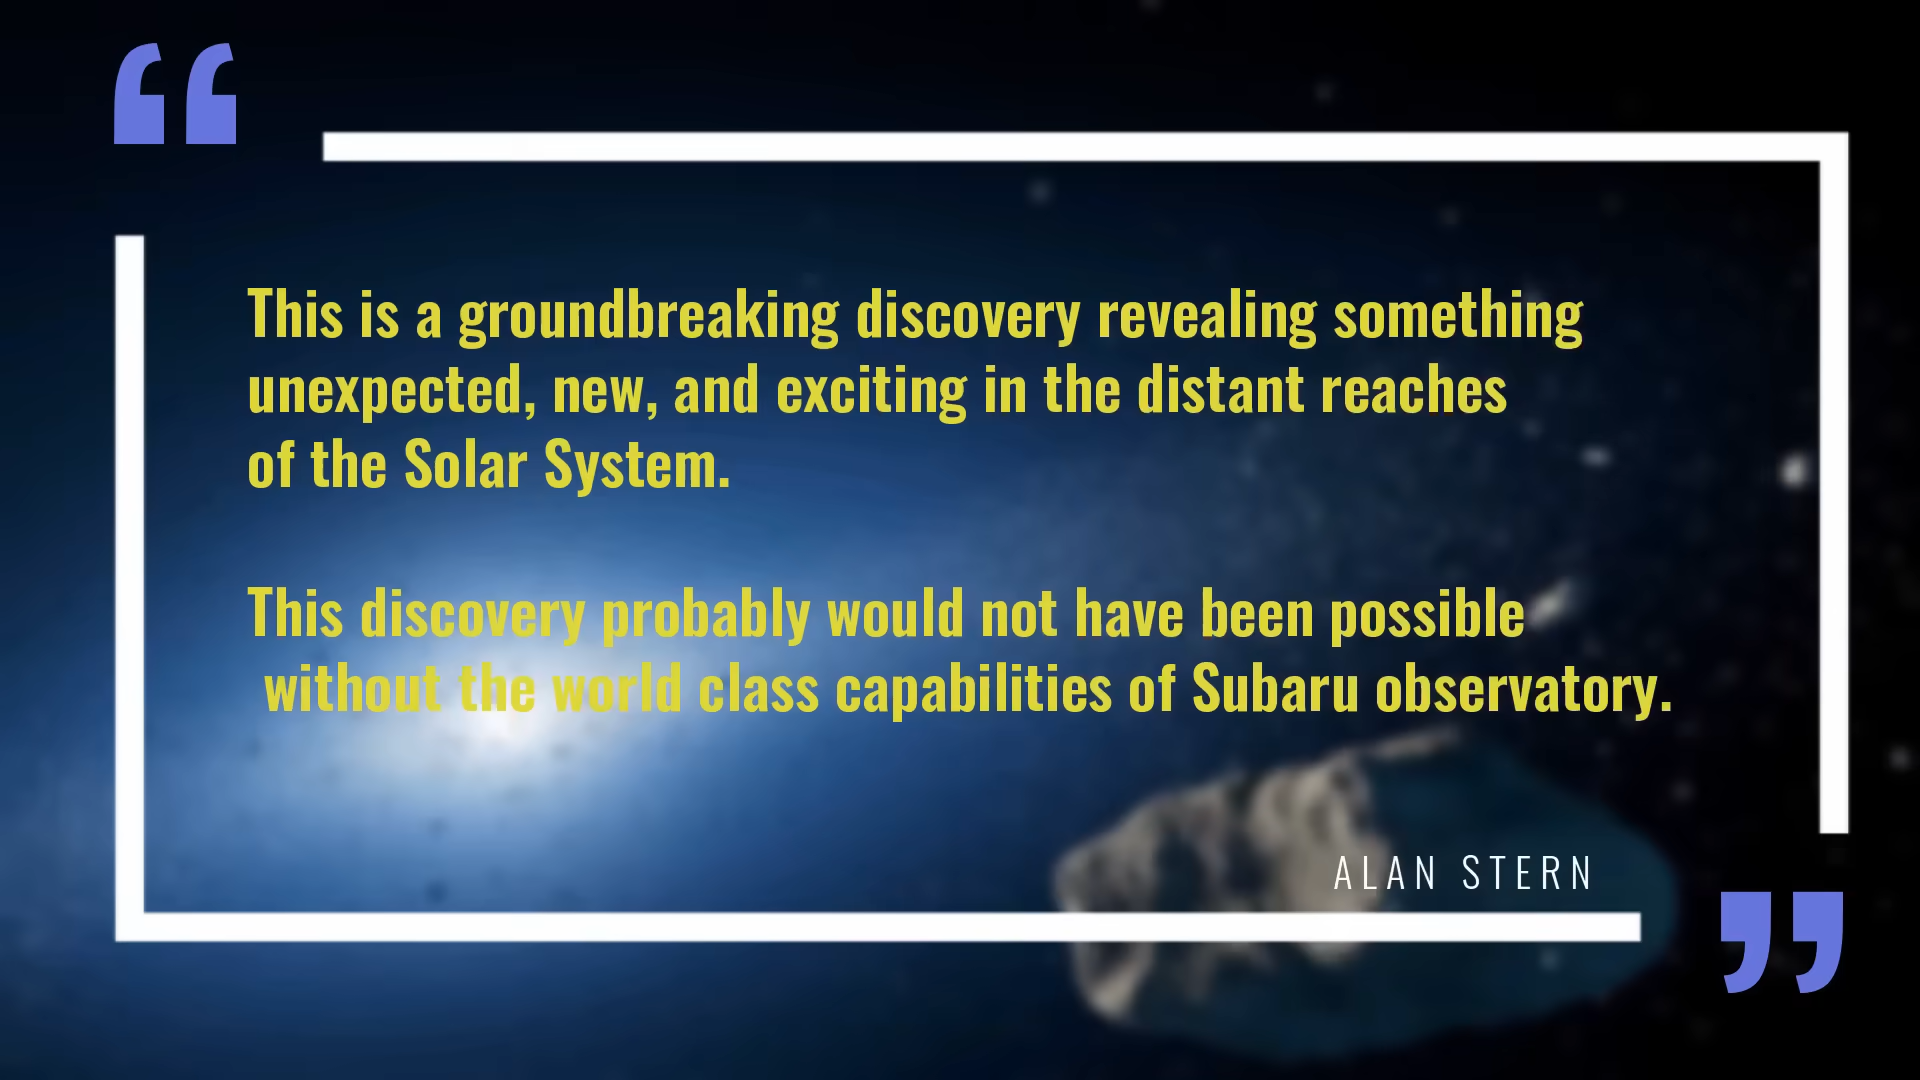 “
This is a groundbreaking discovery revealing something
unexpected, new, and exciting in the distant reaches
of the Solar System.
This discovery probably would not have been possible
without the world class capabilities of Subaru observatory.
ALAN STERN
”